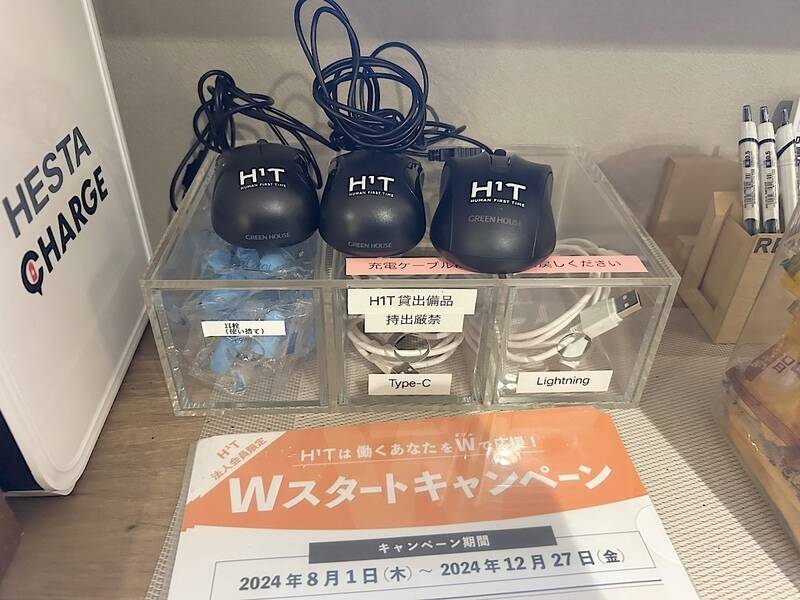 HESTA
CHARGE
H¹T
HUMAN FIRST TIME
GREEN HOUSE
H¹T
HUMAN FIRST TIME
GREEN HOUSE
H¹T
HUMAN FIRST TIME
GREEN HOUSE
充電ケーブル
戻しください
耳栓
(使い捨て)
H1T 貸出備品
持出厳禁
Type-C
Lightning
H¹T
法人会員限定
H¹Tは働くあなたをWで応援！
Wスタートキャンペーン
キャンペーン期間
2024年8月1日(木)～2024年12月27日(金)